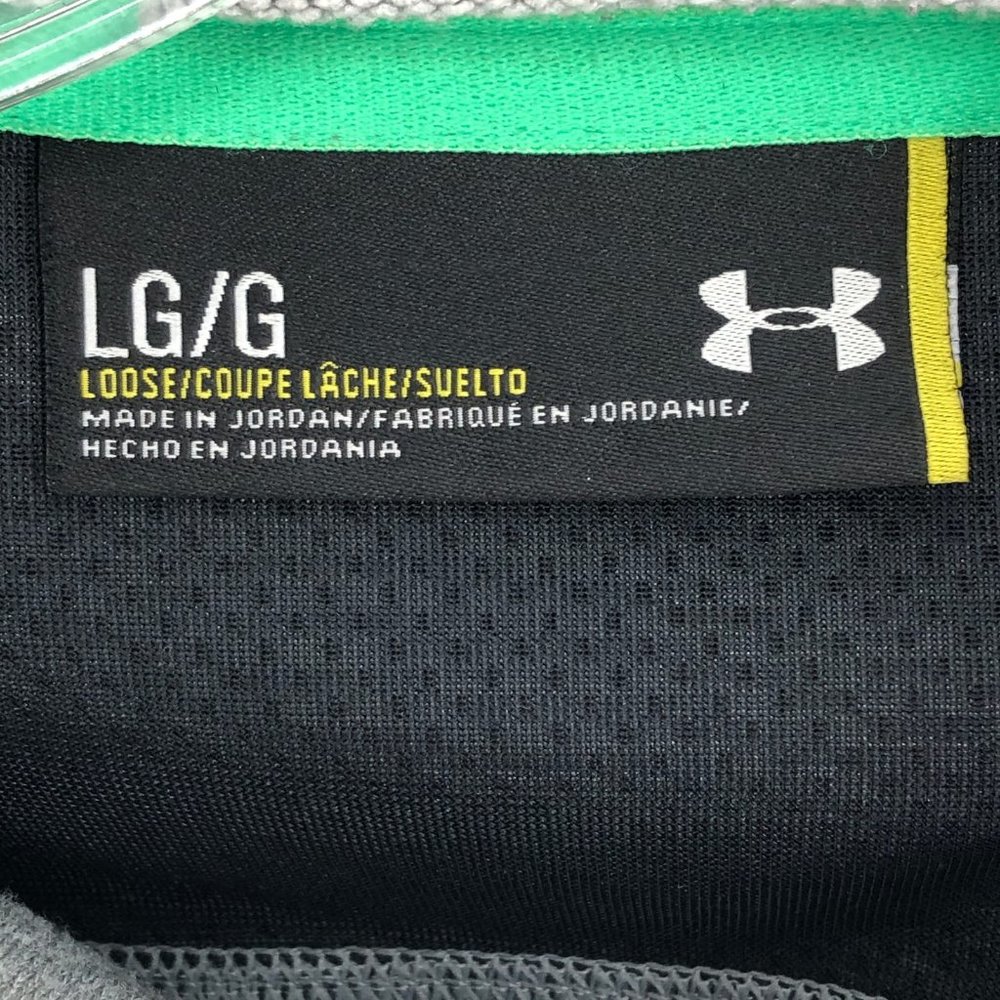 LG/G
LOOSE/COUPE LÂCHE/SUELTO
MADE IN JORDAN/FABRIQUÉ EN JORDANIE/
HECHO EN JORDANIA